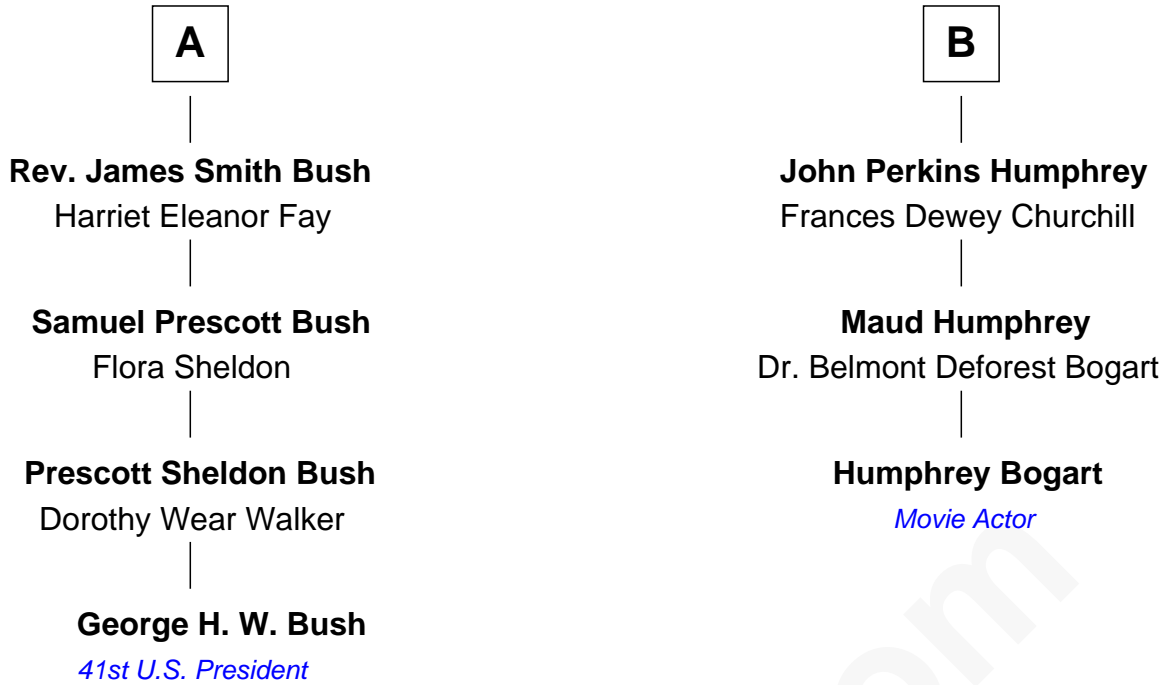 A
Rev. James Smith Bush
Harriet Eleanor Fay
Samuel Prescott Bush
Flora Sheldon
Prescott Sheldon Bush
Dorothy Wear Walker
George H. W. Bush
41st U.S. President
B
John Perkins Humphrey
Frances Dewey Churchill
Maud Humphrey
Dr. Belmont Deforest Bogart
Humphrey Bogart
Movie Actor
om